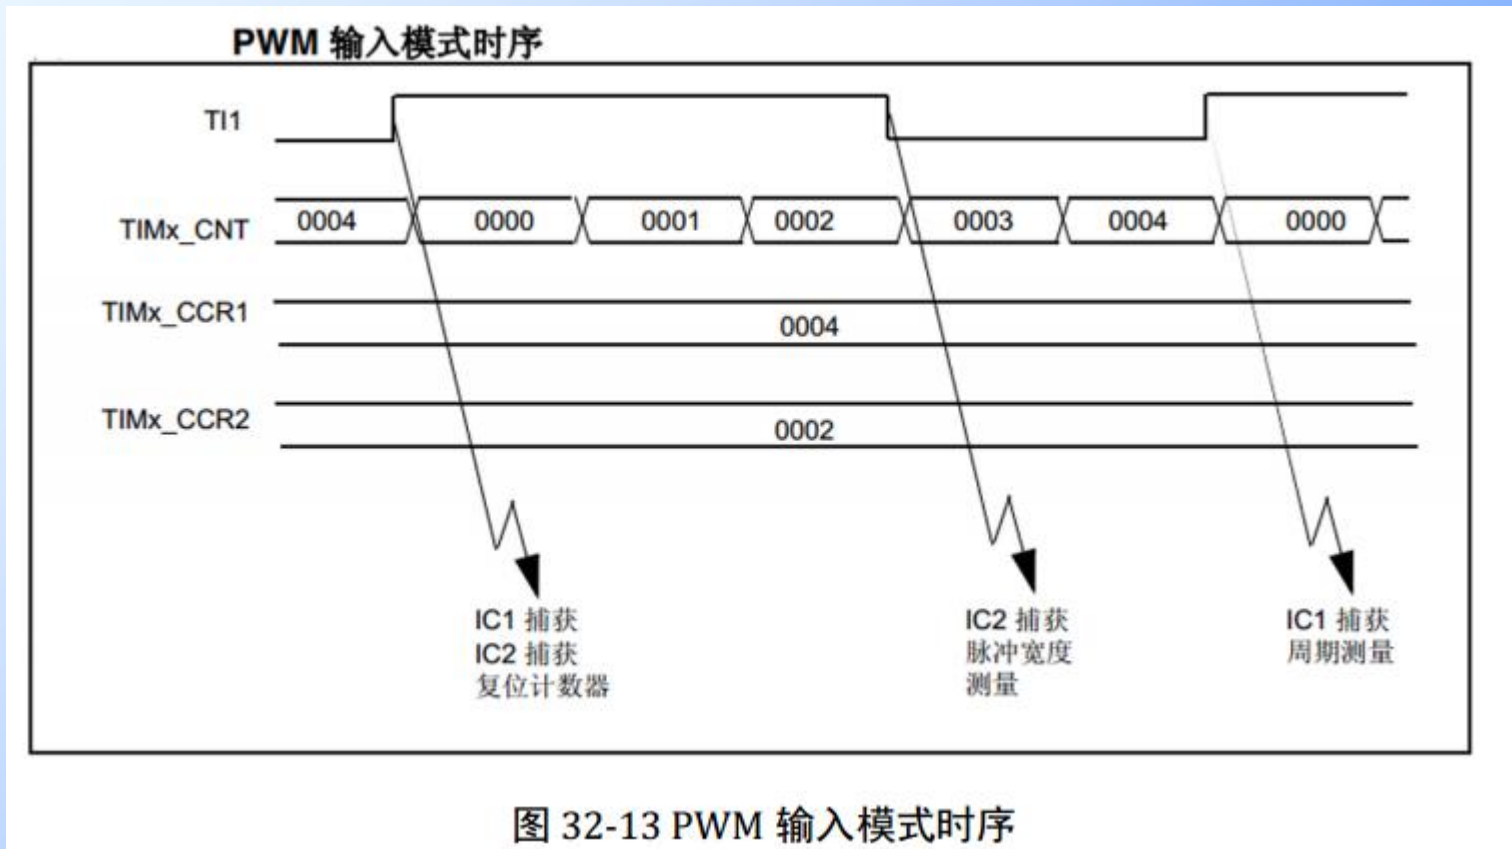 PWM 输入模式时序
TI1
TIMx_CNT 0004 0000 0001 0002 0003 0004 0000
TIMx_CCR1 0004
TIMx_CCR2 0002
IC1 捕获
IC2 捕获
复位计数器
IC2 捕获
脉冲宽度
测量
IC1 捕获
周期测量
图 32-13 PWM 输入模式时序